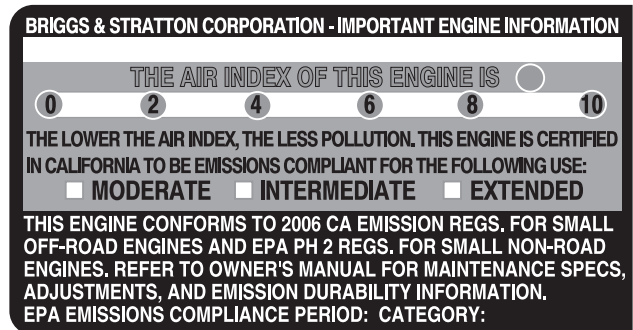 BRIGGS & STRATTON CORPORATION - IMPORTANT ENGINE INFORMATION
THE AIR INDEX OF THIS ENGINE IS
0 2 4 6 8 10
THE LOWER THE AIR INDEX, THE LESS POLLUTION. THIS ENGINE IS CERTIFIED
IN CALIFORNIA TO BE EMISSIONS COMPLIANT FOR THE FOLLOWING USE:
MODERATE INTERMEDIATE EXTENDED
THIS ENGINE CONFORMS TO 2006 CA EMISSION REGS. FOR SMALL
OFF-ROAD ENGINES AND EPA PH 2 REGS. FOR SMALL NON-ROAD
ENGINES. REFER TO OWNER'S MANUAL FOR MAINTENANCE SPECS,
ADJUSTMENTS, AND EMISSION DURABILITY INFORMATION.
EPA EMISSIONS COMPLIANCE PERIOD: CATEGORY: